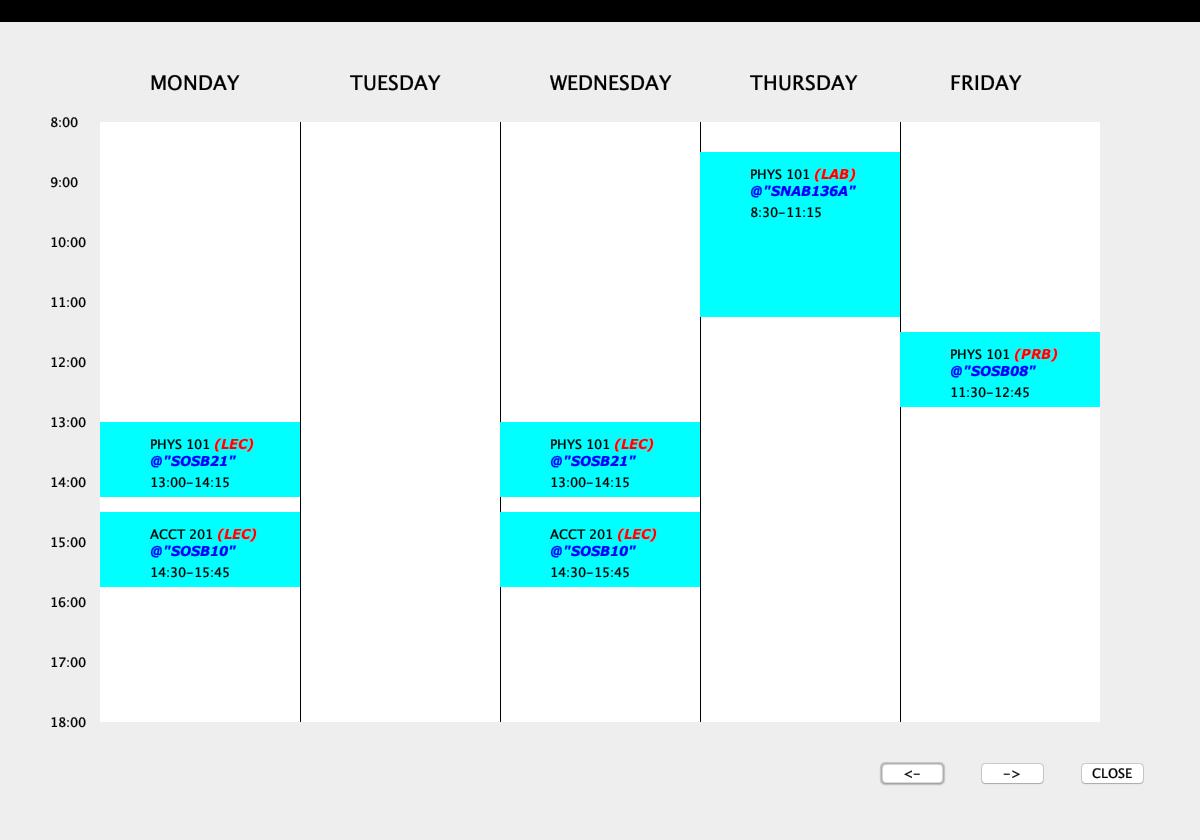 MONDAY TUESDAY WEDNESDAY THURSDAY FRIDAY
8:00
9:00
10:00
11:00
12:00
13:00
14:00
15:00
16:00
17:00
18:00
PHYS 101 (LEC)
@"SOSB21"
13:00-14:15
ACCT 201 (LEC)
@"SOSB10"
14:30-15:45
PHYS 101 (LEC)
@"SOSB21"
13:00-14:15
ACCT 201 (LEC)
@"SOSB10"
14:30-15:45
PHYS 101 (LAB)
@"SNAB136A"
8:30-11:15
PHYS 101 (PRB)
@"SOSB08"
11:30-12:45
<- -> CLOSE